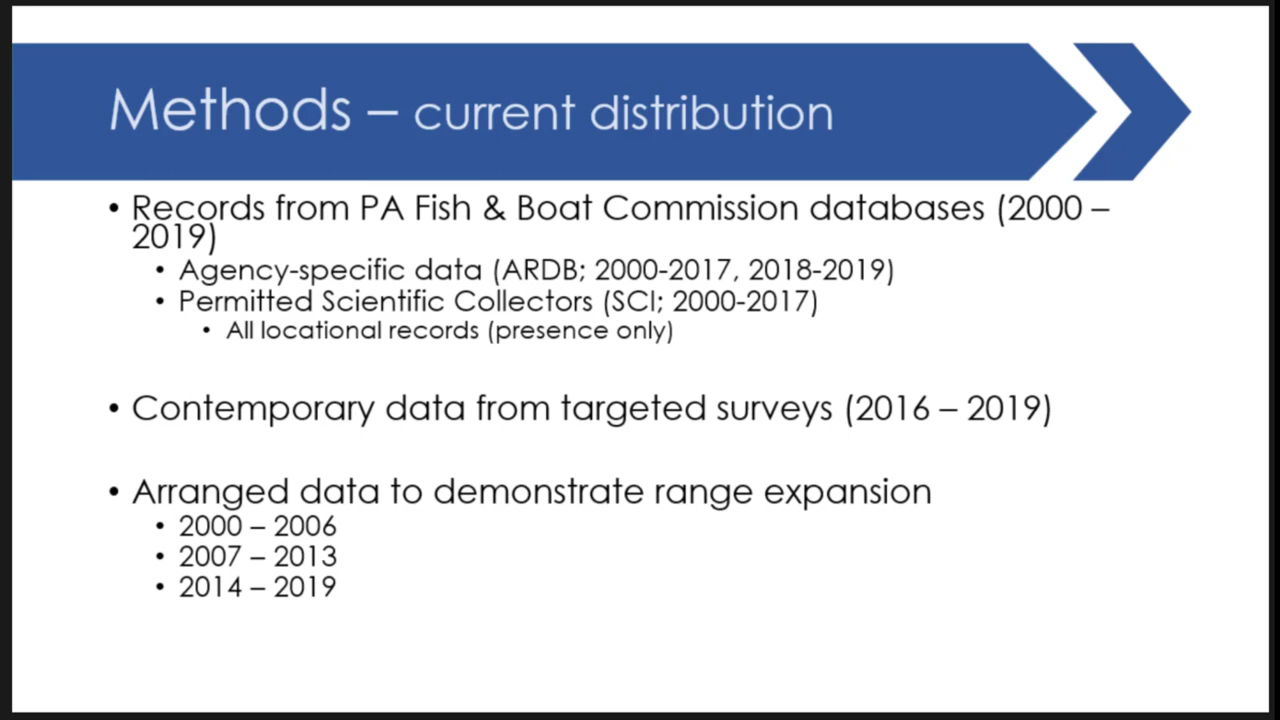 Methods – current distribution
• Records from PA Fish & Boat Commission databases (2000 –
2019)
• Agency-specific data (ARDB; 2000-2017, 2018-2019)
• Permitted Scientific Collectors (SCI; 2000-2017)
• All locational records (presence only)
• Contemporary data from targeted surveys (2016 – 2019)
• Arranged data to demonstrate range expansion
• 2000 – 2006
• 2007 – 2013
• 2014 – 2019